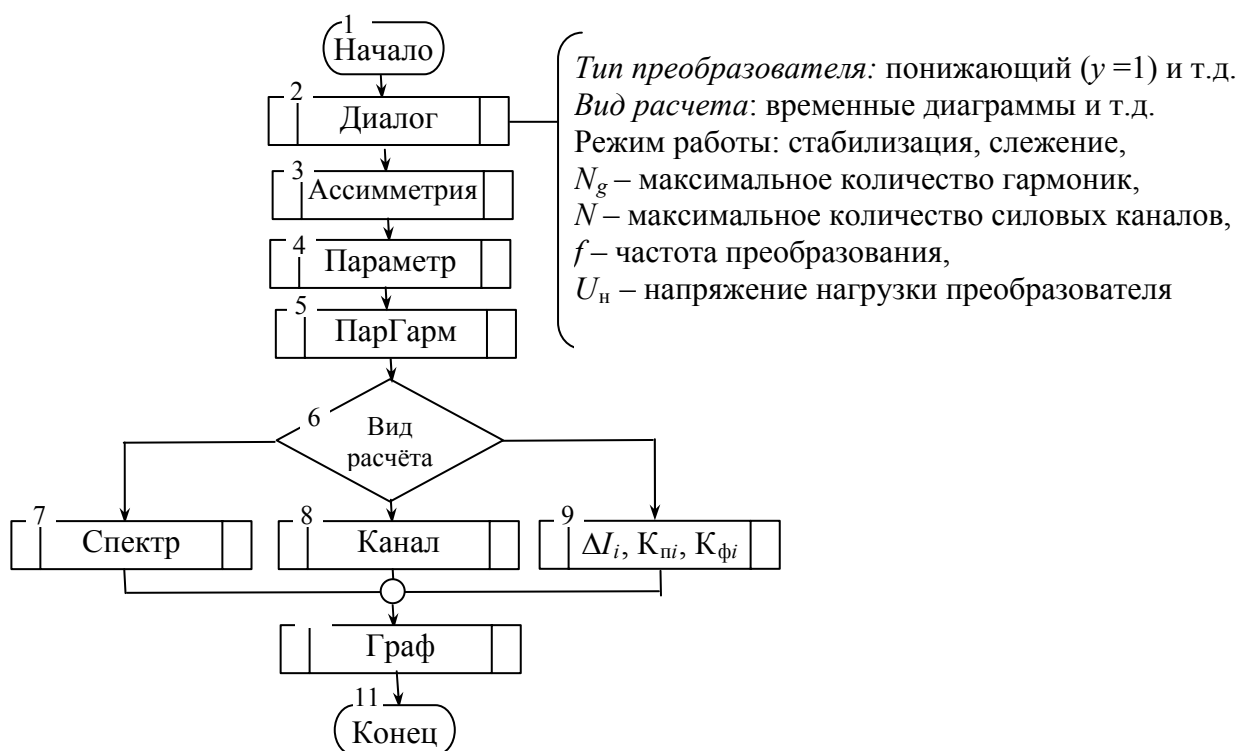 1
Начало
2
Диалог
Тип преобразователя: понижающий (y =1) и т.д.
Вид расчета: временные диаграммы и т.д.
Режим работы: стабилизация, слежение,
N_g – максимальное количество гармоник,
N – максимальное количество силовых каналов,
f – частота преобразования,
U_н – напряжение нагрузки преобразователя
3
Ассимметрия
4
Параметр
5
ПарГарм
6
Вид
расчёта
7
Спектр
8
Канал
9
ΔI_i, К_пi, К_фi
Граф
11
Конец